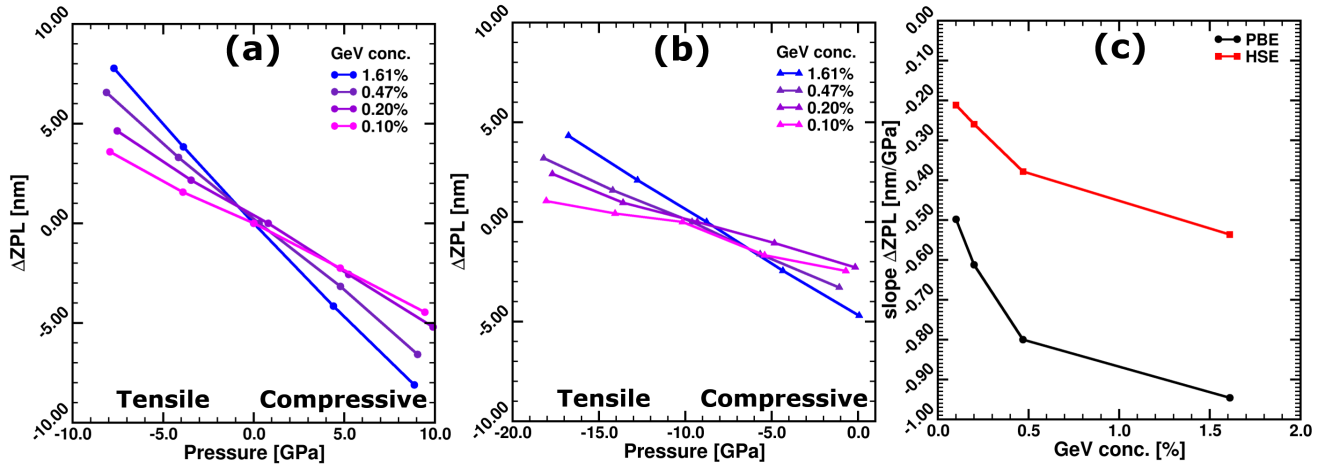 (a)
GeV conc.
1.61%
0.47%
0.20%
0.10%
10.00
5.00
0.00
-5.00
-10.00
ΔZPL [nm]
Tensile
Compressive
-10.0
-5.0
0.0
5.0
10.0
Pressure [GPa]
(b)
GeV conc.
1.61%
0.47%
0.20%
0.10%
10.00
5.00
0.00
-5.00
-10.00
ΔZPL [nm]
Tensile
Compressive
-20.0
-15.0
-10.0
-5.0
0.0
Pressure [GPa]
(c)
PBE
HSE
0.00
-0.10
-0.20
-0.30
-0.40
-0.50
-0.60
-0.70
-0.80
-0.90
-1.00
slope ΔZPL [nm/GPa]
0.0
0.5
1.0
1.5
2.0
GeV conc. [%]